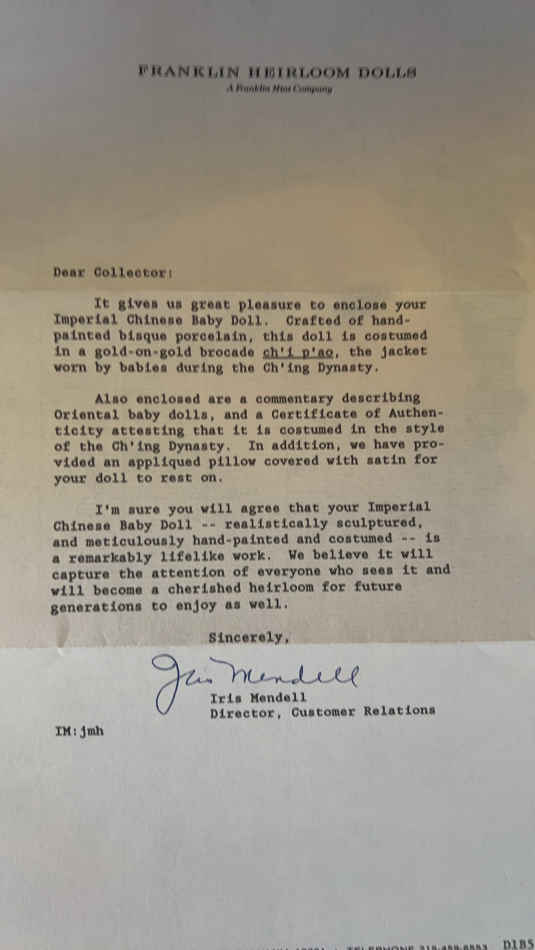 FRANKLIN HEIRLOOM DOLLS
A Franklin Mint Company
Dear Collector:
It gives us great pleasure to enclose your
Imperial Chinese Baby Doll. Crafted of hand-
painted bisque porcelain, this doll is costumed
in a gold-on-gold brocade ch'i p'ao, the jacket
worn by babies during the Ch'ing Dynasty.
Also enclosed are a commentary describing
Oriental baby dolls, and a Certificate of Authen-
ticity attesting that it is costumed in the style
of the Ch'ing Dynasty. In addition, we have pro-
vided an appliqued pillow covered with satin for
your doll to rest on.
I'm sure you will agree that your Imperial
Chinese Baby Doll -- realistically sculptured,
and meticulously hand-painted and costumed -- is
a remarkably lifelike work. We believe it will
capture the attention of everyone who sees it and
will become a cherished heirloom for future
generations to enjoy as well.
Sincerely,
Iris Mendell
Iris Mendell
Director, Customer Relations
IM:jmh
TELEPHONE
D1B5